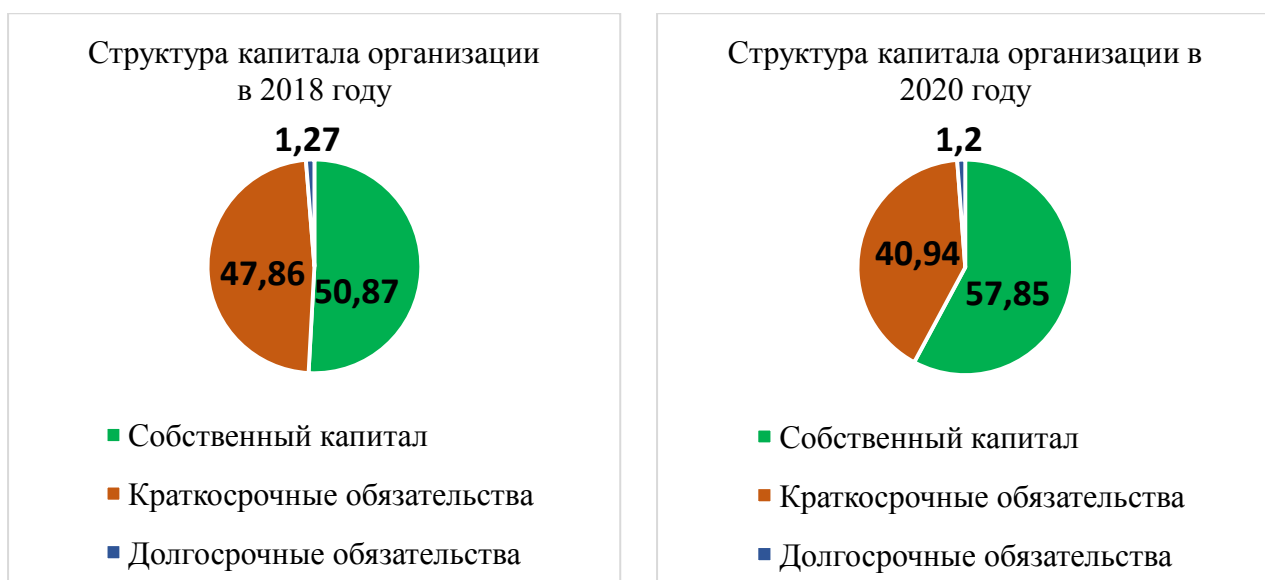 Структура капитала организации
в 2018 году
1,27
47,86
50,87
Собственный капитал
Краткосрочные обязательства
Долгосрочные обязательства
Структура капитала организации в
2020 году
1,2
40,94
57,85
Собственный капитал
Краткосрочные обязательства
Долгосрочные обязательства